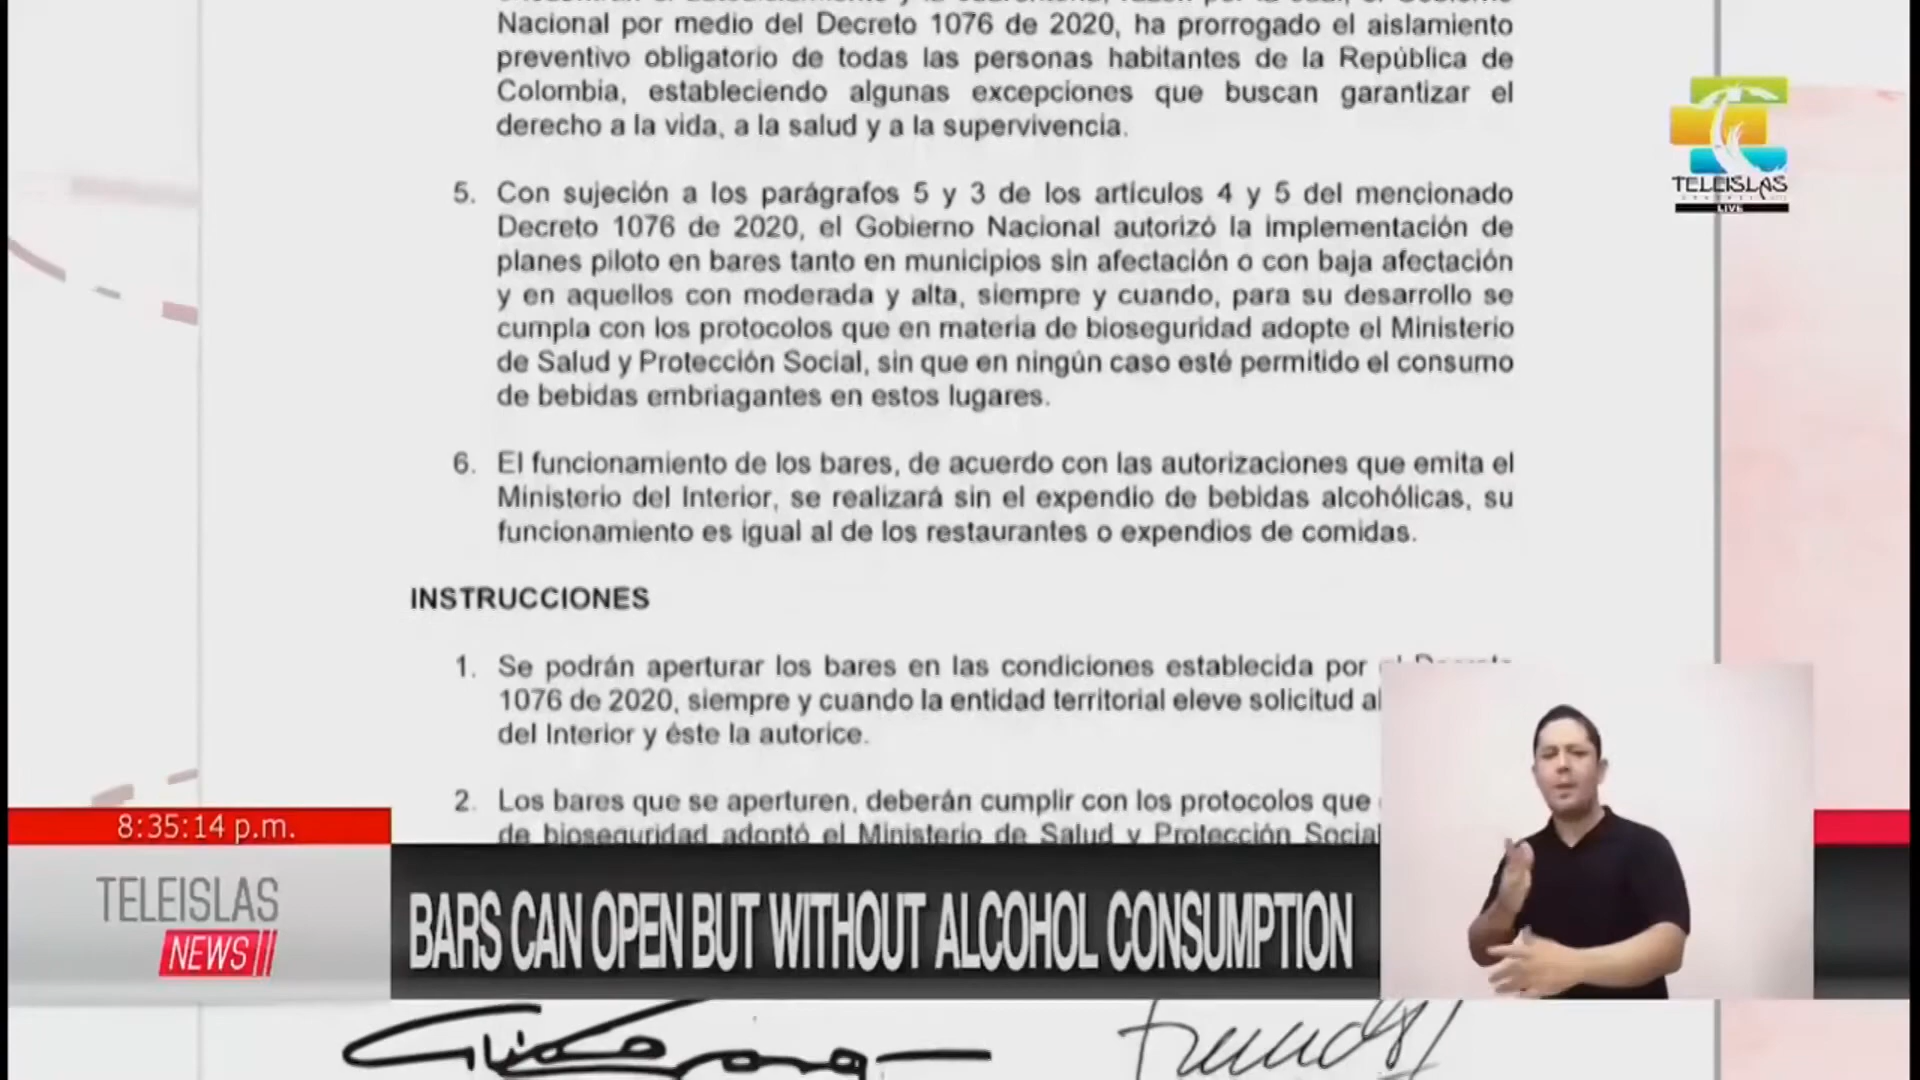 Nacional por medio del Decreto 1076 de 2020, ha prorrogado el aislamiento
preventivo obligatorio de todas las personas habitantes de la República de
Colombia, estableciendo algunas excepciones que buscan garantizar el
derecho a la vida, a la salud y a la supervivencia.
5. Con sujeción a los parágrafos 5 y 3 de los artículos 4 y 5 del mencionado
Decreto 1076 de 2020, el Gobierno Nacional autorizó la implementación de
planes piloto en bares tanto en municipios sin afectación o con baja afectación
y en aquellos con moderada y alta, siempre y cuando, para su desarrollo se
cumpla con los protocolos que en materia de bioseguridad adopte el Ministerio
de Salud y Protección Social, sin que en ningún caso esté permitido el consumo
de bebidas embriagantes en estos lugares.
6. El funcionamiento de los bares, de acuerdo con las autorizaciones que emita el
Ministerio del Interior, se realizará sin el expendio de bebidas alcohólicas, su
funcionamiento es igual al de los restaurantes o expendios de comidas.
INSTRUCCIONES
1. Se podrán aperturar los bares en las condiciones establecida por
1076 de 2020, siempre y cuando la entidad territorial eleve solicitud al
del Interior y éste la autorice.
2. Los bares que se aperturen, deberán cumplir con los protocolos que
de bioseguridad adoptó el Ministerio de Salud y Protección Social
TELEISLAS
LIVE
8:35:14 p.m.
TELEISLAS
NEWS
BARS CAN OPEN BUT WITHOUT ALCOHOL CONSUMPTION